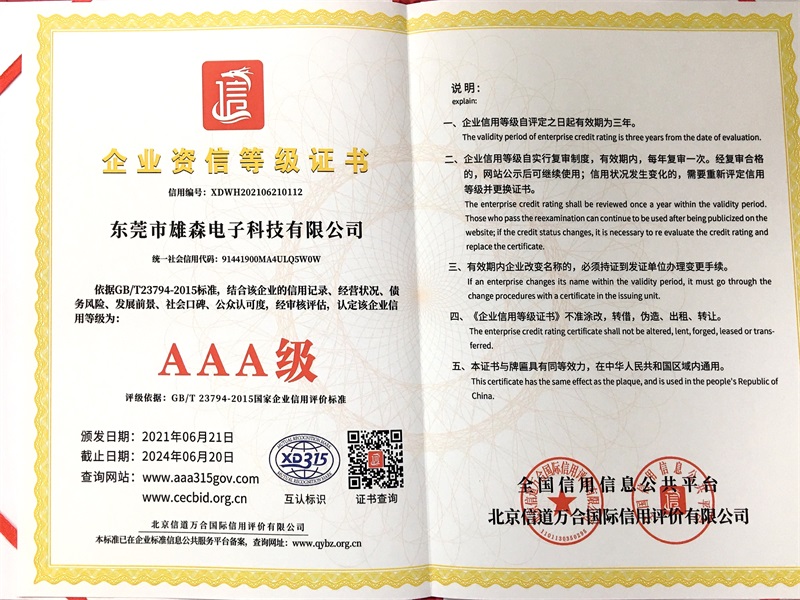 信
企业资信等级证书
信用编号：XDWH202106210112
东莞市雄森电子科技有限公司
统一社会信用代码：91441900MA4ULQ5W0W
依据GB/T23794-2015标准，结合该企业的信用记录、经营状况、债
务风险、发展前景、社会口碑、公众认可度，经审核评估，认定该企业信
用等级为：
AAA级
评级依据：GB/T 23794-2015国家企业信用评价标准
颁发日期：2021年06月21日
截止日期：2024年06月20日
查询网站：www.aaa315gov.com
www.cecbid.org.cn
XD315
互认标识
证书查询
北京信道万合国际信用评价有限公司
本标准已在企业标准信息公共服务平台备案，查询网址：www.qybz.org.cn
说明：
explain:
一、企业信用等级自评定之日起有效期为三年。
The validity period of enterprise credit rating is three years from the date of evaluation.
二、企业信用等级自实行复审制度，有效期内，每年复审一次。经复审合格
的，网站公示后可继续使用；信用状况发生变化的，需要重新评定信用
等级并更换证书。
The enterprise credit rating shall be reviewed once a year within the validity period.
Those who pass the reexamination can continue to be used after being publicized on the
website; if the credit status changes, it is necessary to re evaluate the credit rating and
replace the certificate.
三、有效期内企业改变名称的，必须持证到发证单位办理变更手续。
If an enterprise changes its name within the validity period, it must go through the
change procedures with a certificate in the issuing unit.
四、《企业信用等级证书》不准涂改，转借，伪造、出租、转让。
The enterprise credit rating certificate shall not be altered, lent, forged, leased or trans-
ferred.
五、本证书与牌匾具有同等效力，在中华人民共和国区域内通用。
This certificate has the same effect as the plaque, and is used in the people's Republic of
China.
全国信用信息公共平台
北京信道万合国际信用评价有限公司